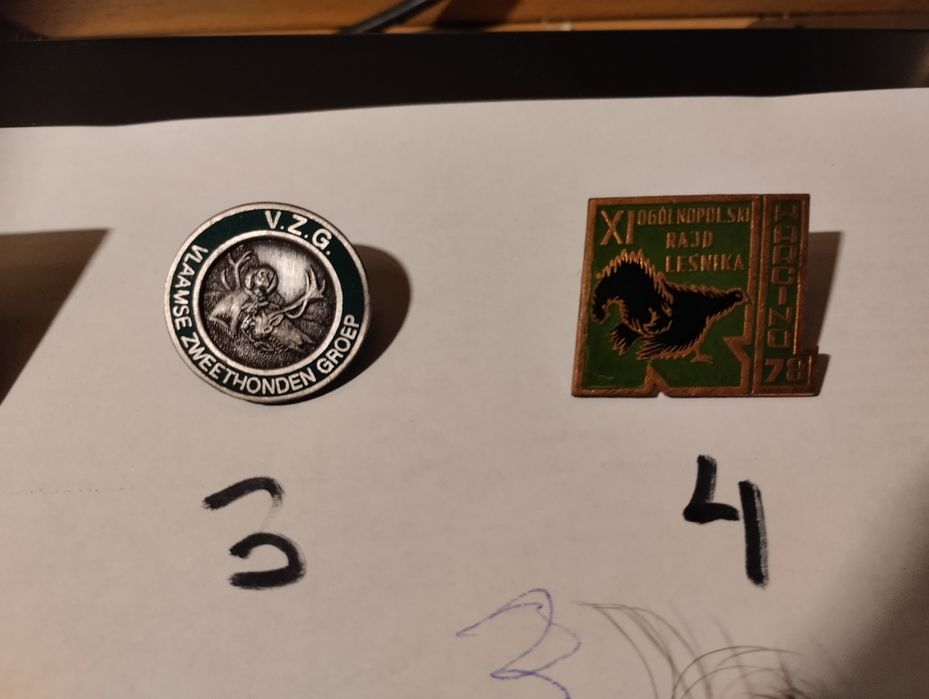 V.Z.G.
VLAAMSE ZWEETHONDEN GROEP
XI OGÓLNOPOLSKI
RAJD
LEŚNIKA
WARCINO
78
3
4